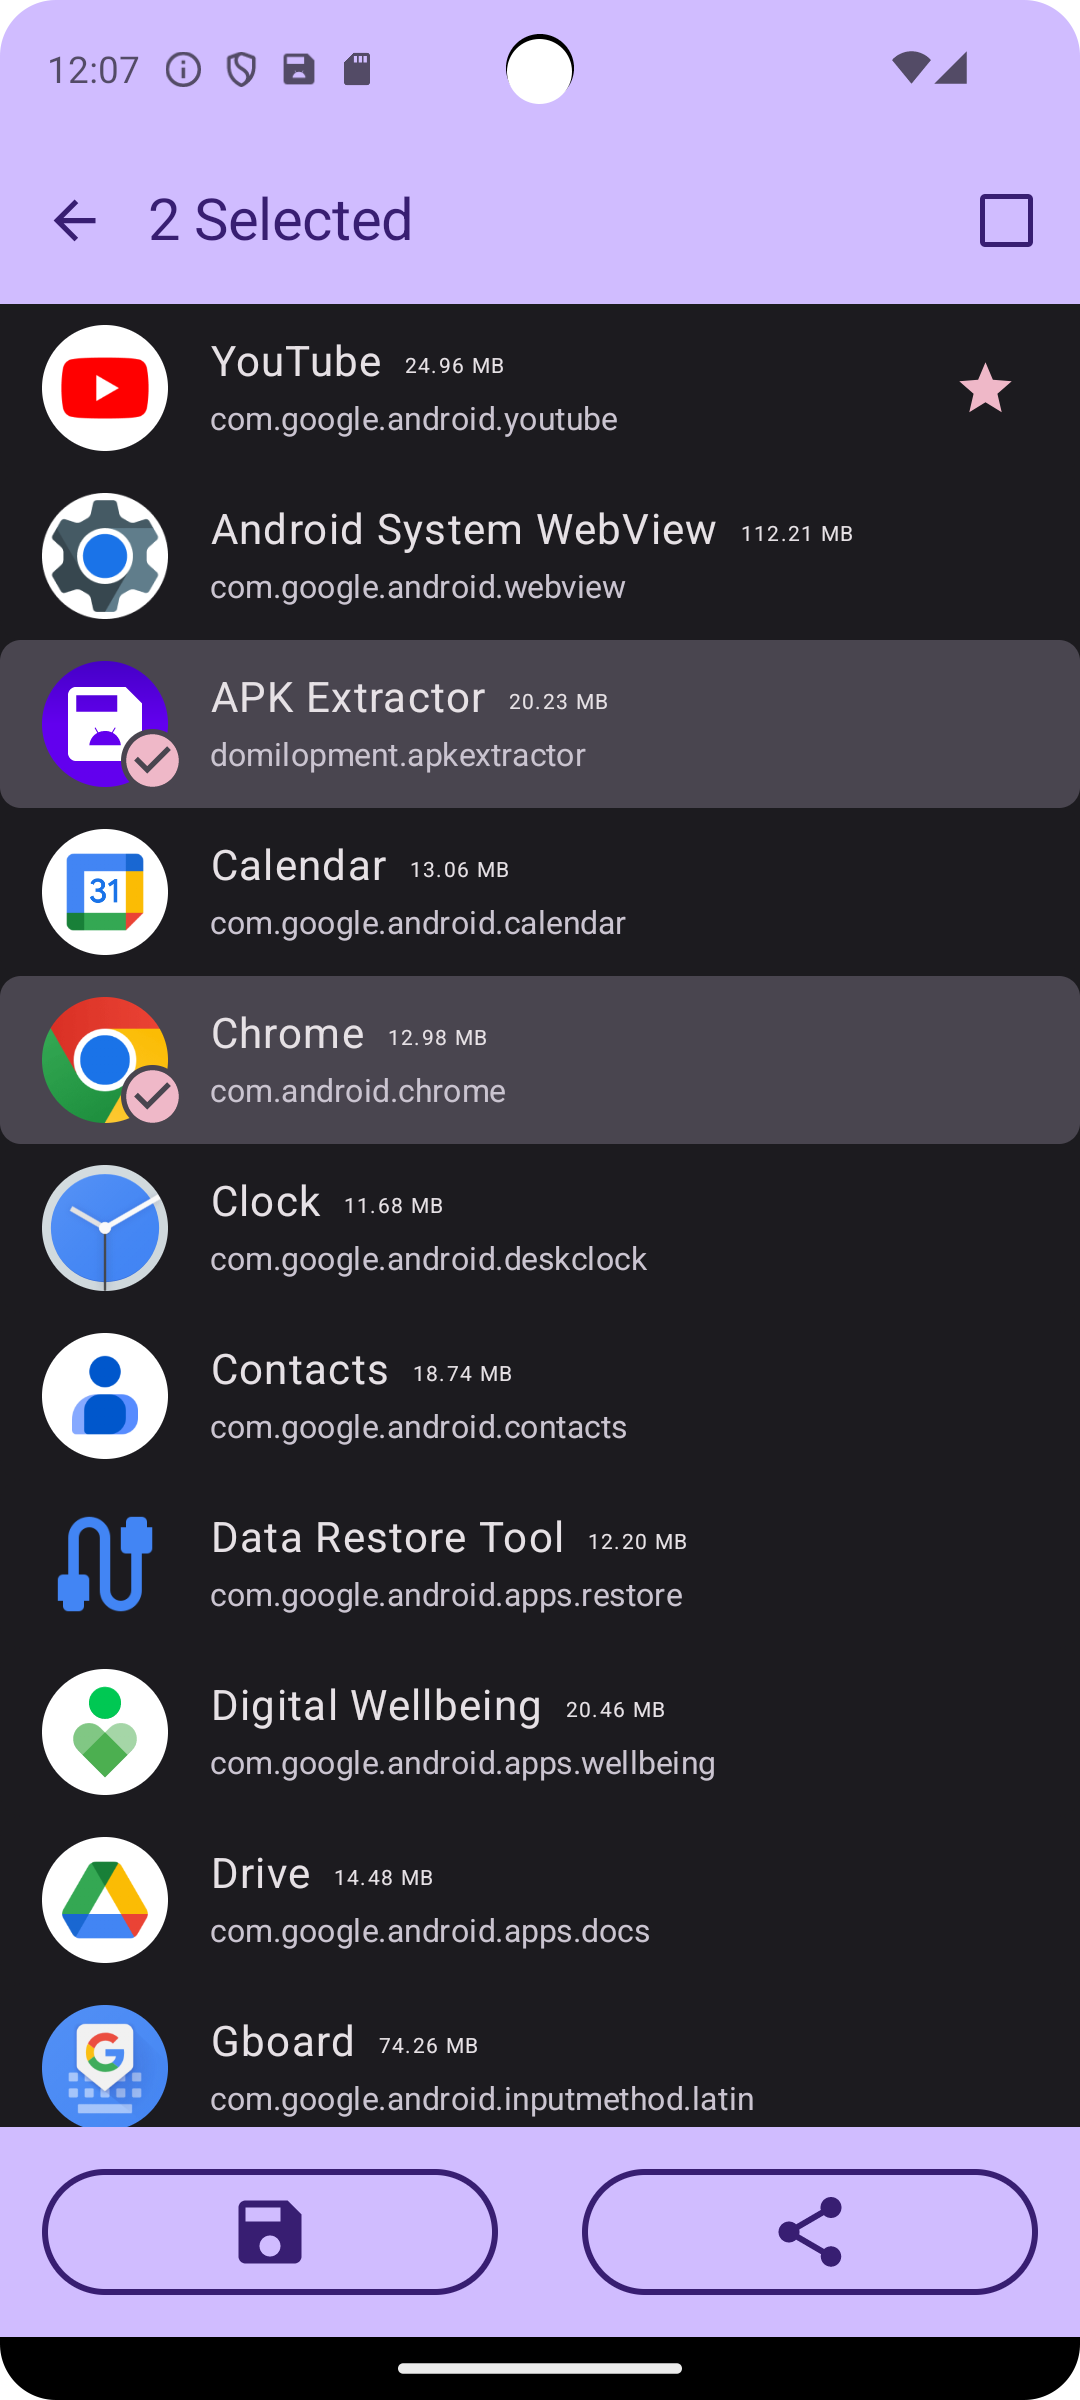 12:07
2 Selected
YouTube 24.96 MB
com.google.android.youtube
Android System WebView 112.21 MB
com.google.android.webview
APK Extractor 20.23 MB
domilopment.apkextractor
Calendar 13.06 MB
31
com.google.android.calendar
Chrome 12.98 MB
com.android.chrome
Clock 11.68 MB
com.google.android.deskclock
Contacts 18.74 MB
com.google.android.contacts
Data Restore Tool 12.20 MB
com.google.android.apps.restore
Digital Wellbeing 20.46 MB
com.google.android.apps.wellbeing
Drive 14.48 MB
com.google.android.apps.docs
Gboard 74.26 MB
G
com.google.android.inputmethod.latin